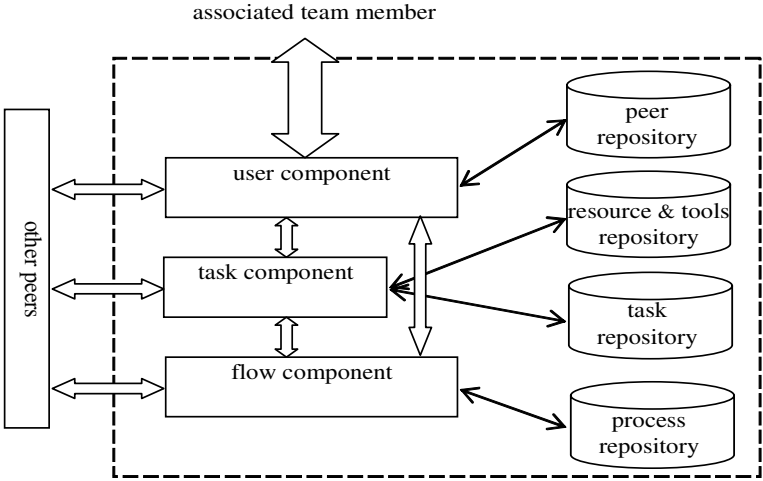 associated team member
peer
repository
user component
resource & tools
repository
other peers
task component
task
repository
flow component
process
repository